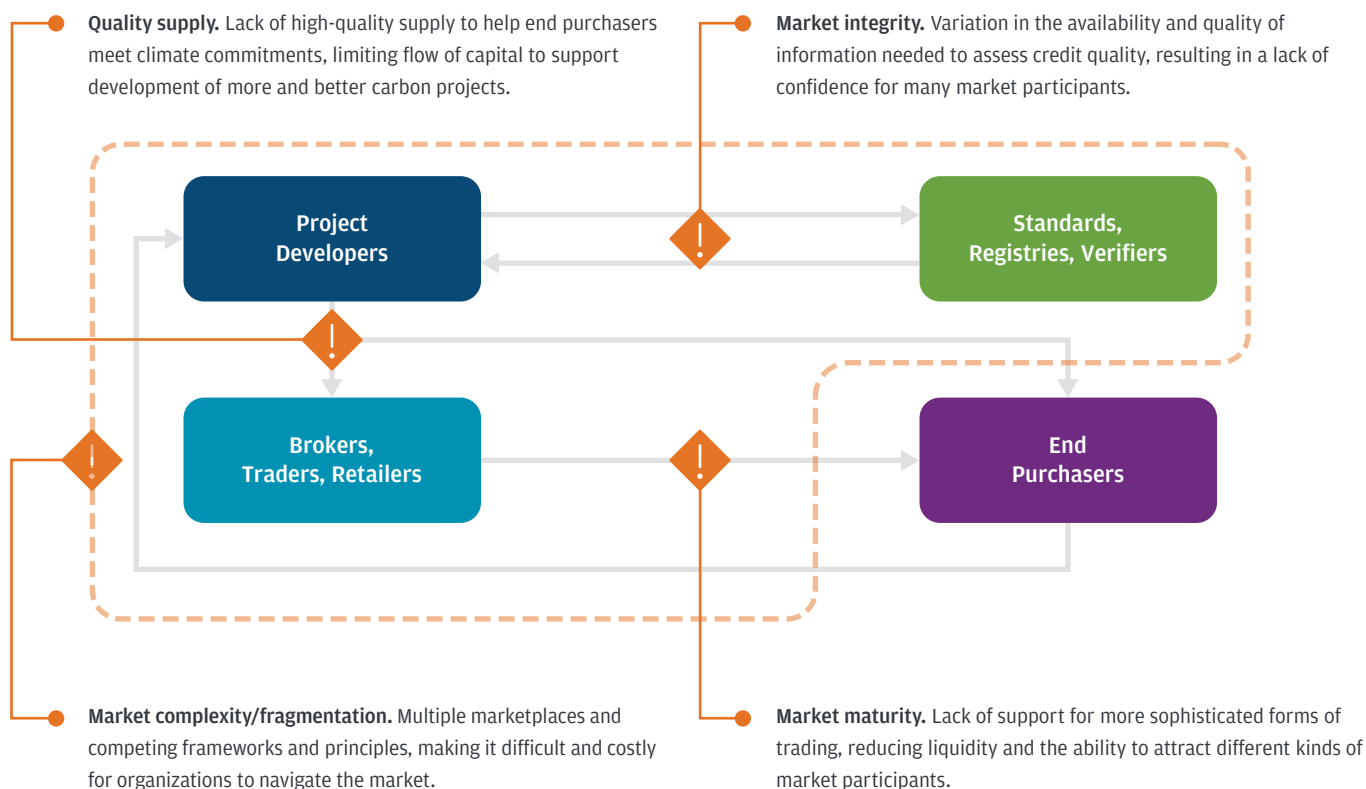 Quality supply. Lack of high-quality supply to help end purchasers
meet climate commitments, limiting flow of capital to support
development of more and better carbon projects.
Market integrity. Variation in the availability and quality of
information needed to assess credit quality, resulting in a lack of
confidence for many market participants.
Project
Developers
Standards,
Registries, Verifiers
Brokers,
Traders, Retailers
End
Purchasers
Market complexity/fragmentation. Multiple marketplaces and
competing frameworks and principles, making it difficult and costly
for organizations to navigate the market.
Market maturity. Lack of support for more sophisticated forms of
trading, reducing liquidity and the ability to attract different kinds of
market participants.